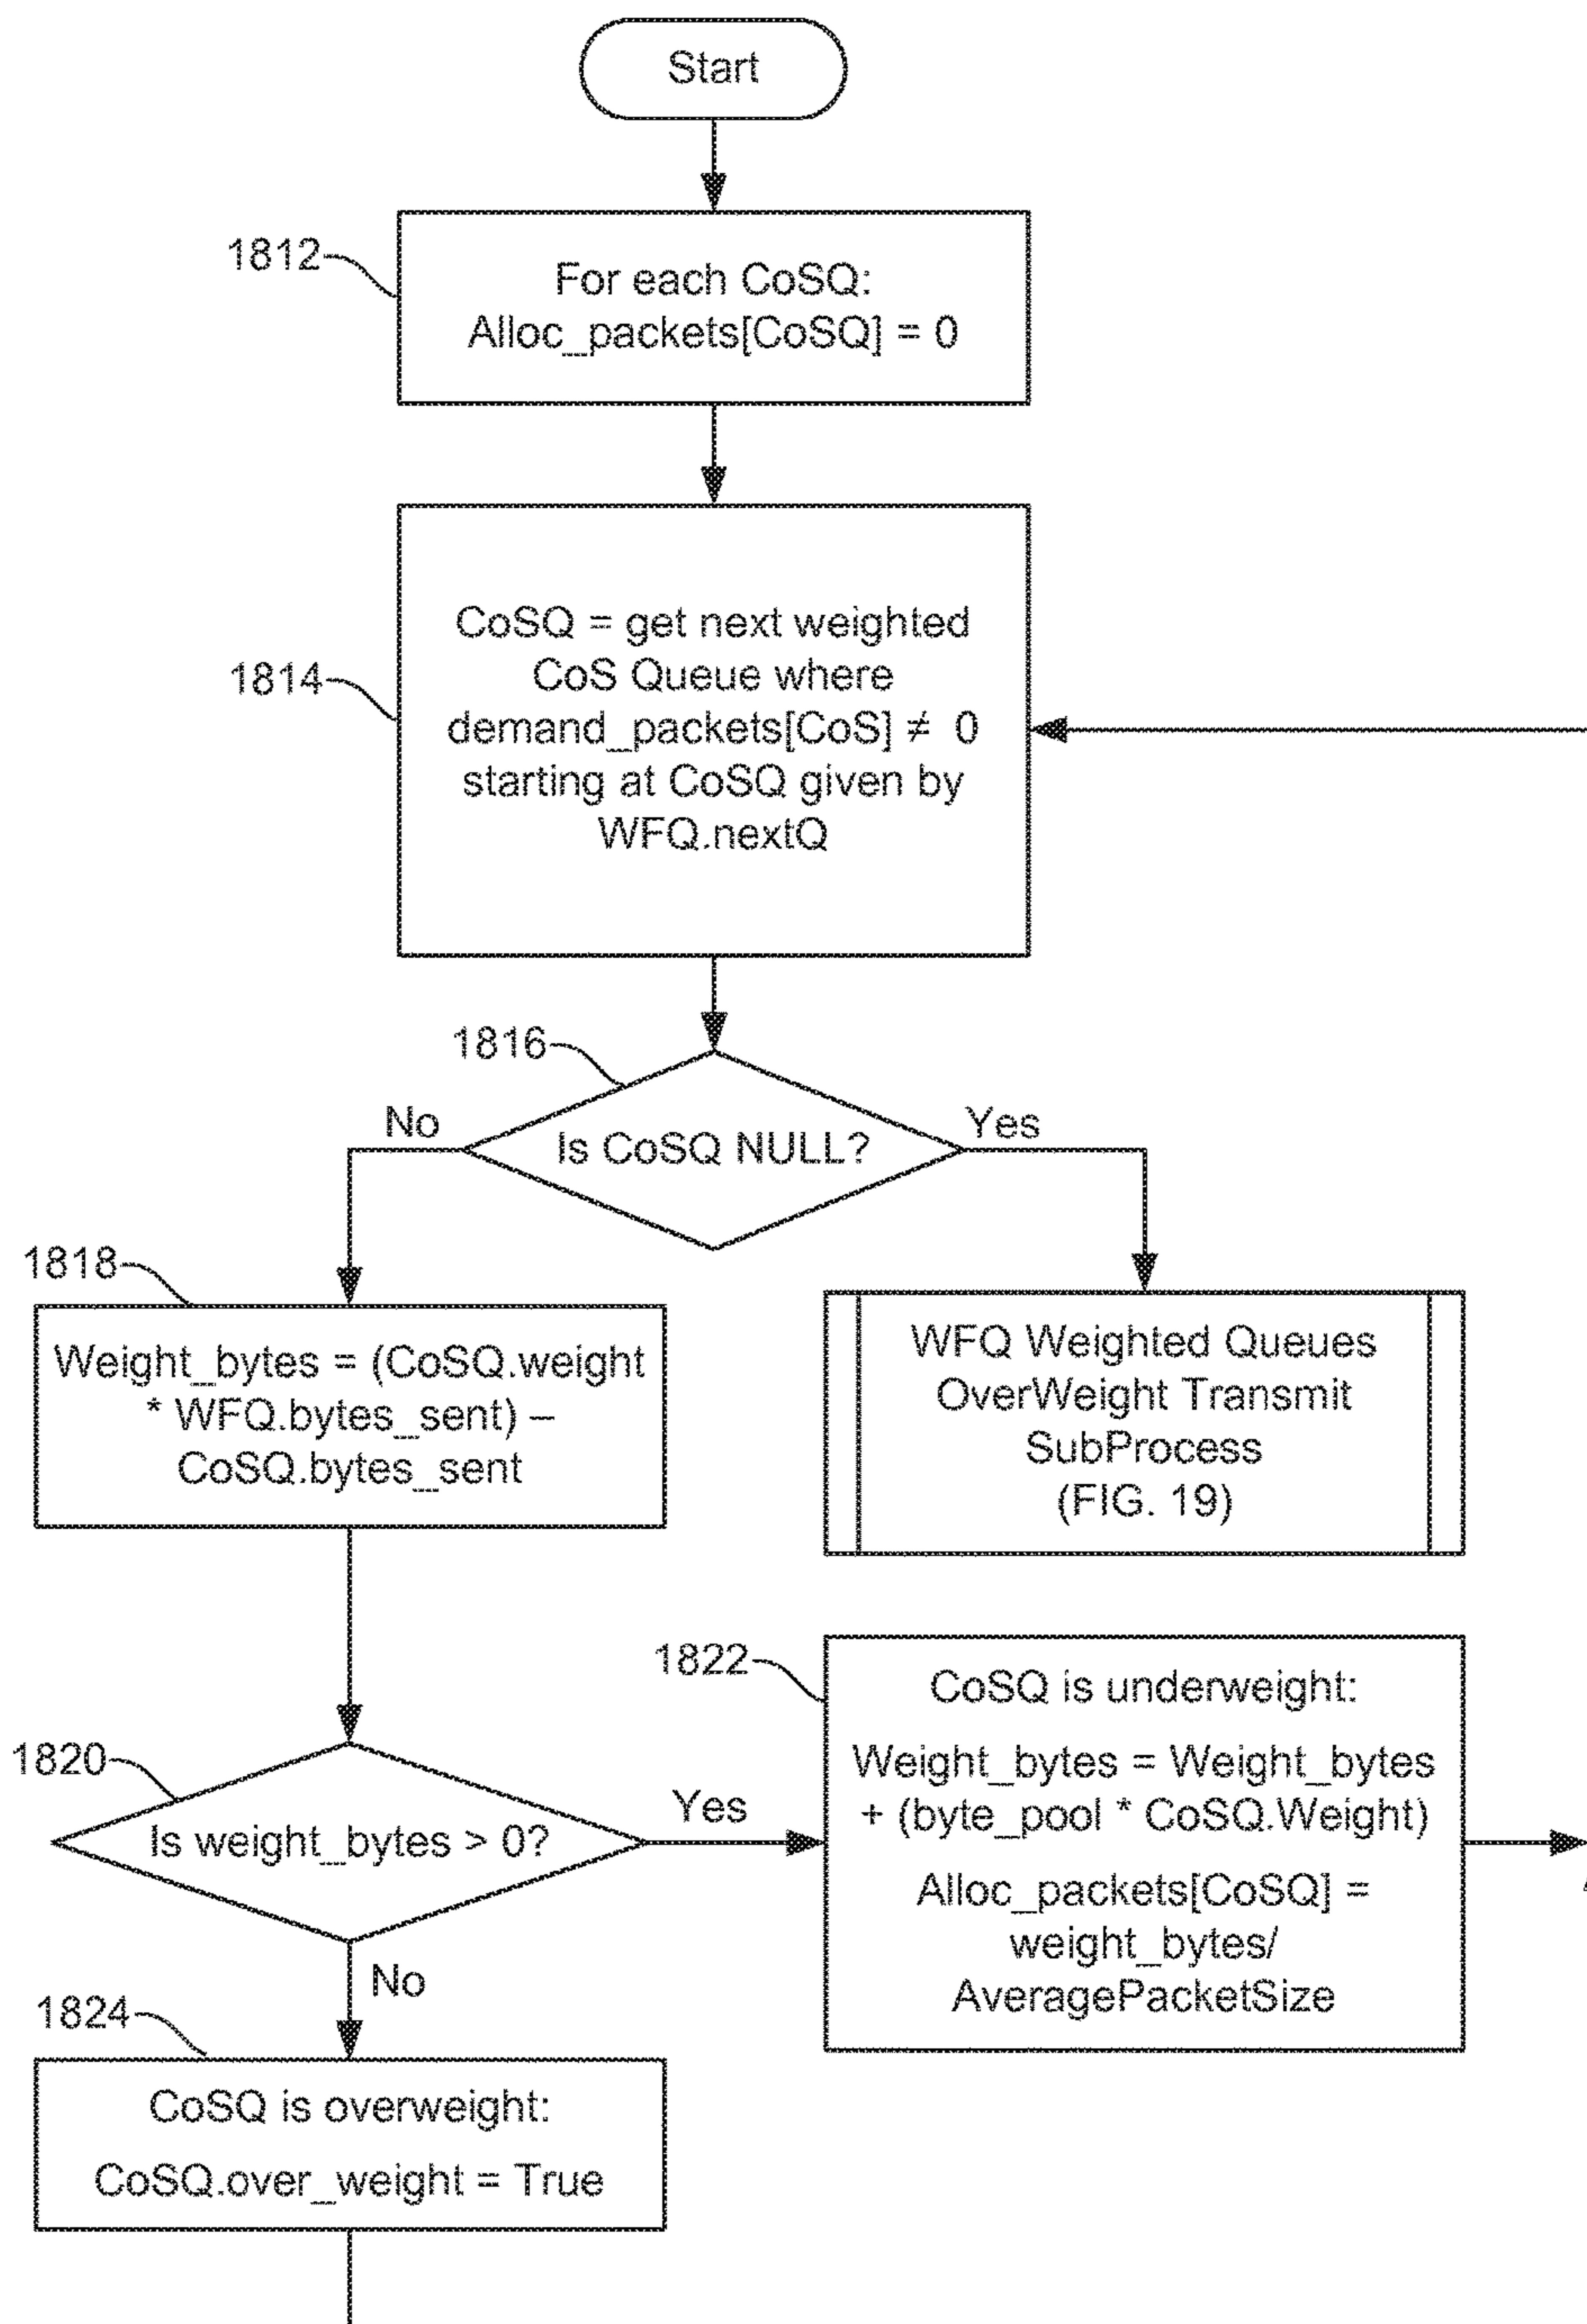 Start
1812
For each CoSQ:
Alloc_packets[CoSQ] = 0
1814
CoSQ = get next weighted
CoS Queue where
demand_packets[CoS] ≠ 0
starting at CoSQ given by
WFQ.nextQ
1816
No
Is CoSQ NULL?
Yes
1818
Weight_bytes = (CoSQ.weight
* WFQ.bytes_sent) –
CoSQ.bytes_sent
WFQ Weighted Queues
OverWeight Transmit
SubProcess
(FIG. 19)
1820
Is weight_bytes > 0?
Yes
No
1822
CoSQ is underweight:
Weight_bytes = Weight_bytes
+ (byte_pool * CoSQ.Weight)
Alloc_packets[CoSQ] =
weight_bytes/
AveragePacketSize
1824
CoSQ is overweight:
CoSQ.over_weight = True